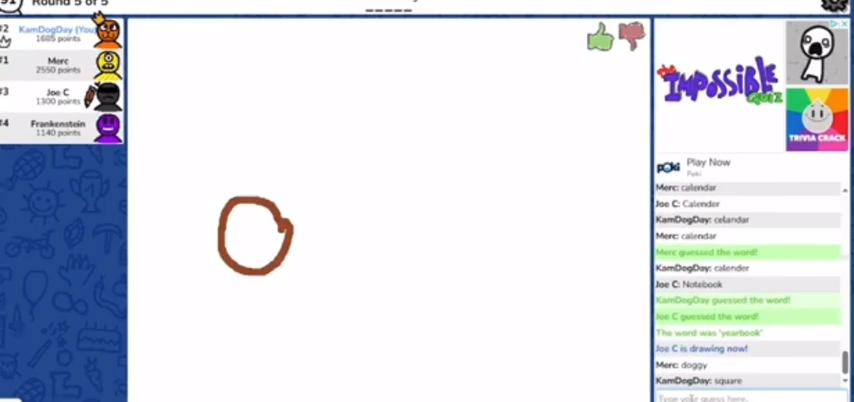 Round 5 of 5
#2 KamDogDay (You)
1685 points
#1 Merc
2550 points
#3 Joe C
1300 points
#4 Frankenstein
1140 points
the IMPOSSIBLE QUIZ
TRIVIA CRACK
poki Play Now
Poki
Merc: calendar
Joe C: Calender
KamDogDay: celandar
Merc: calendar
Merc guessed the word!
KamDogDay: calender
Joe C: Notebook
KamDogDay guessed the word!
Joe C guessed the word!
The word was 'yearbook'
Joe C is drawing now!
Merc: doggy
KamDogDay: square
Type your guess here..